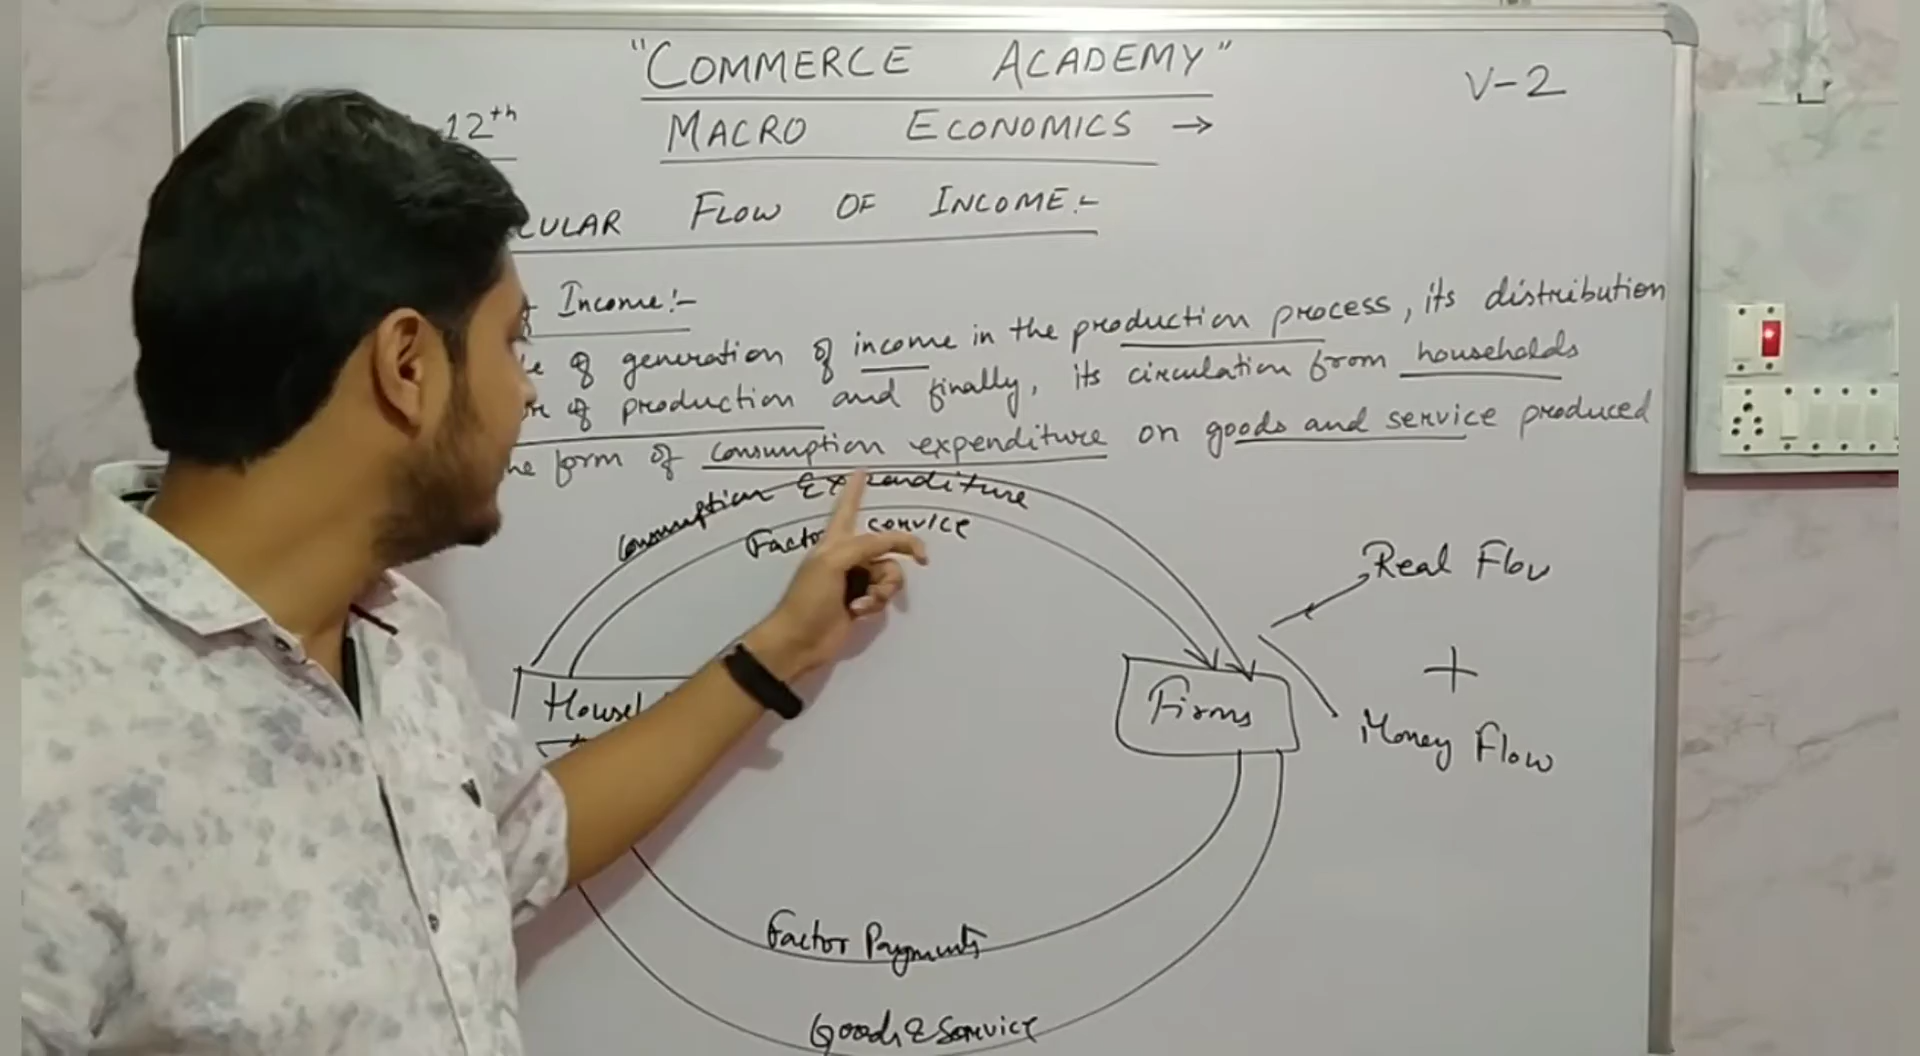 "COMMERCE ACADEMY"
V-2
12th
MACRO ECONOMICS →
CULAR FLOW OF INCOME:-
Income:-
of generation of income in the production process, its distribution
of production and finally, its circulation from households
form of consumption expenditure on goods and service produced
Consumption Expenditure
Factor service
Real Flow
+
Money Flow
Firms
Factor Payments
Goods & Service